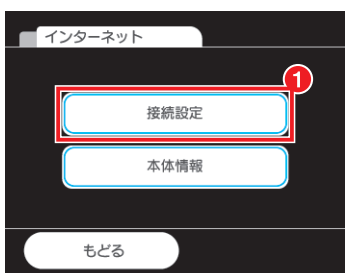 インターネット
1
接続設定
本体情報
もどる